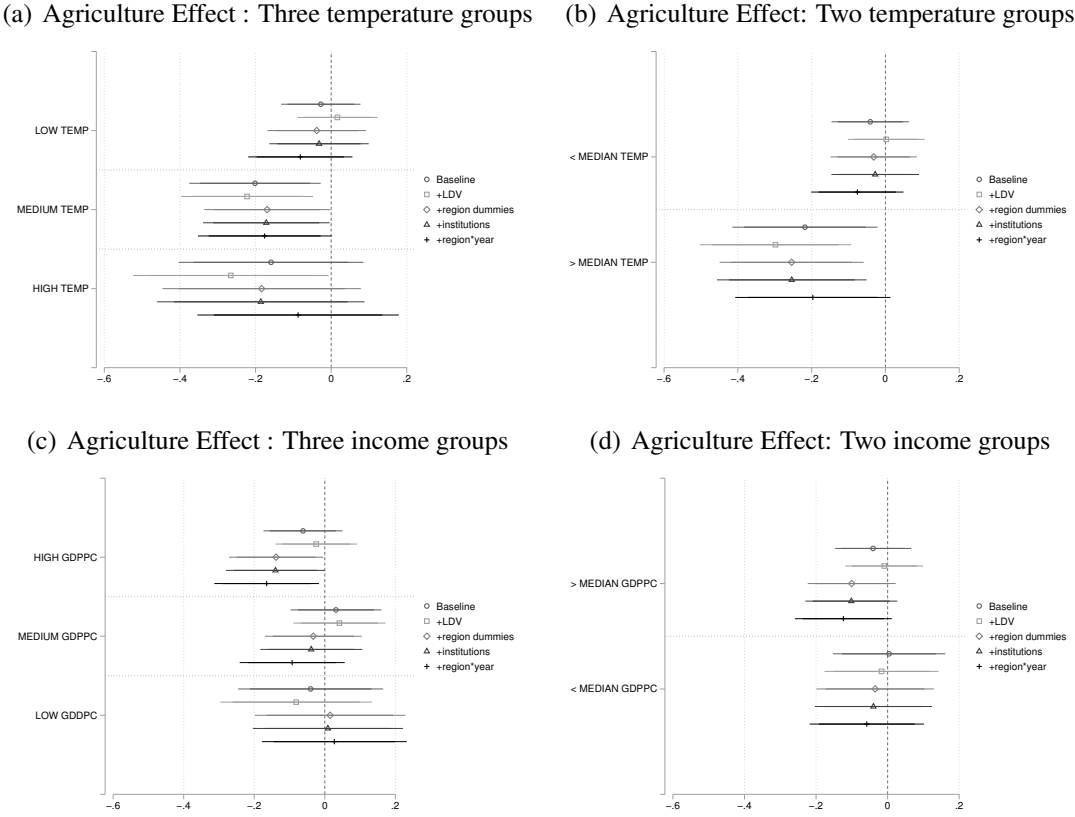 (a) Agriculture Effect : Three temperature groups
LOW TEMP
MEDIUM TEMP
HIGH TEMP
-.6 -.4 -.2 0 .2
Baseline
+LDV
+region dummies
+institutions
+region*year
(b) Agriculture Effect: Two temperature groups
< MEDIAN TEMP
> MEDIAN TEMP
-.6 -.4 -.2 0 .2
Baseline
+LDV
+region dummies
+institutions
+region*year
(c) Agriculture Effect : Three income groups
HIGH GDPPC
MEDIUM GDPPC
LOW GDDPC
-.6 -.4 -.2 0 .2
Baseline
+LDV
+region dummies
+institutions
+region*year
(d) Agriculture Effect: Two income groups
> MEDIAN GDPPC
< MEDIAN GDPPC
-.6 -.4 -.2 0 .2
Baseline
+LDV
+region dummies
+institutions
+region*year